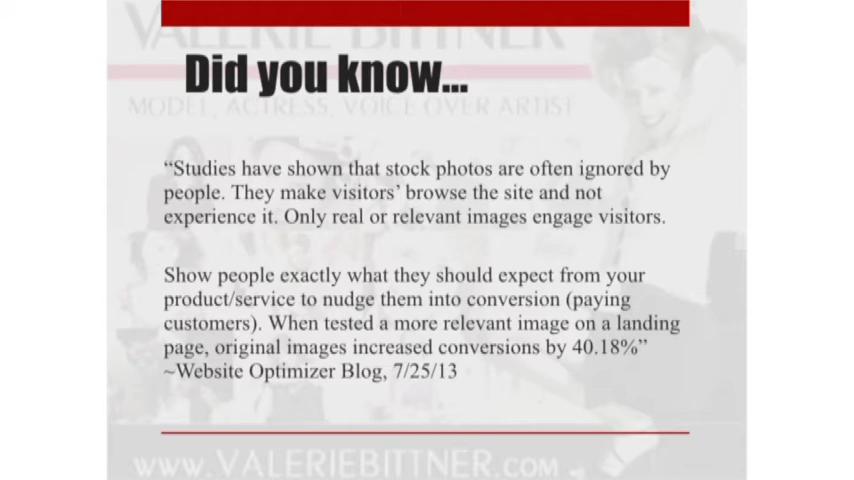 VALERIE BITTNER
Did you know...
MODEL, ACTRESS, VOICE OVER ARTIST
“Studies have shown that stock photos are often ignored by
people. They make visitors’ browse the site and not
experience it. Only real or relevant images engage visitors.
Show people exactly what they should expect from your
product/service to nudge them into conversion (paying
customers). When tested a more relevant image on a landing
page, original images increased conversions by 40.18%”
~Website Optimizer Blog, 7/25/13
WWW.VALERIEBITTNER.COM